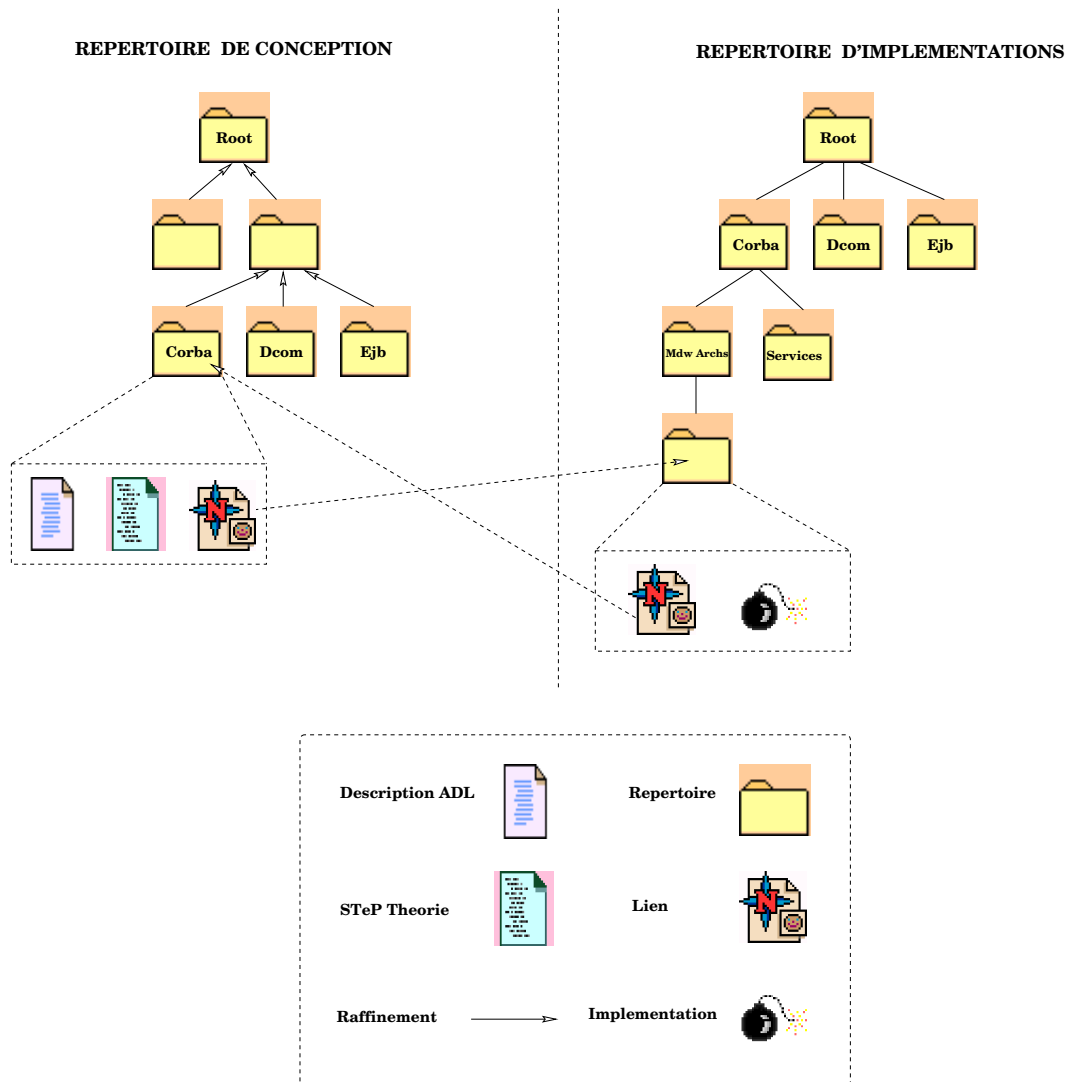 REPERTOIRE DE CONCEPTION
REPERTOIRE D'IMPLEMENTATIONS
Root
Root
Corba
Dcom
Ejb
Corba
Dcom
Ejb
Mdw Archs
Services
N
N
Description ADL
Repertoire
STeP Theorie
Lien
N
Raffinement
Implementation